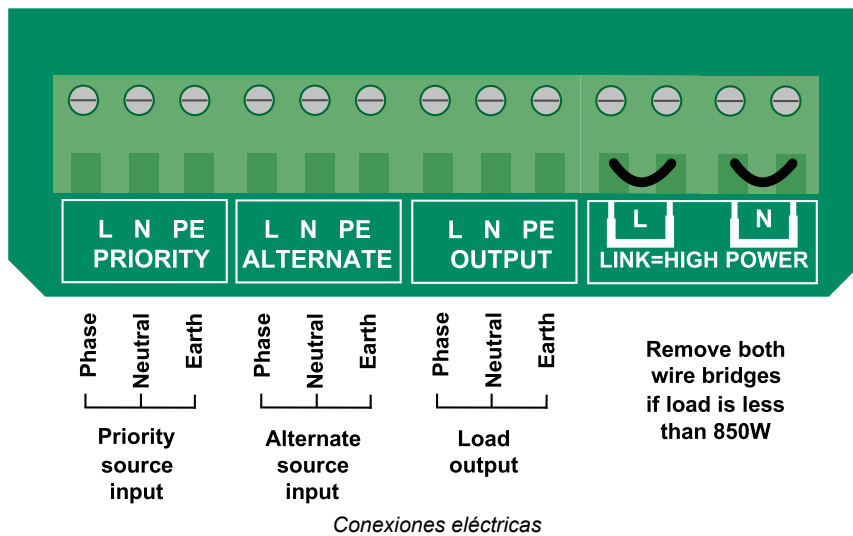 L N PE
PRIORITY
L N PE
ALTERNATE
L N PE
OUTPUT
L
N
LINK=HIGH POWER
Phase
Neutral
Earth
Phase
Neutral
Earth
Phase
Neutral
Earth
Priority
source
input
Alternate
source
input
Load
output
Remove both
wire bridges
if load is less
than 850W
Conexiones eléctricas